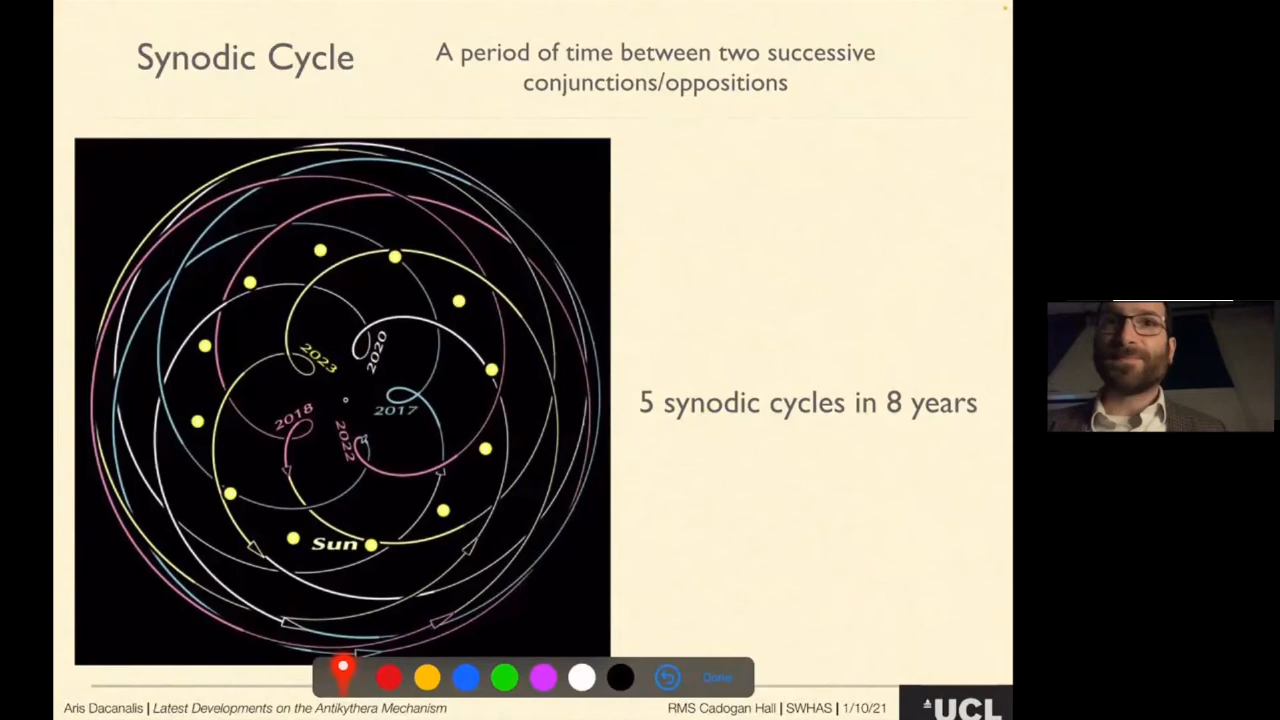 Synodic Cycle
A period of time between two successive
conjunctions/oppositions
2023
2020
2017
2018
2022
Sun
5 synodic cycles in 8 years
Done
Aris Dacanalis | Latest Developments on the Antikythera Mechanism
RMS Cadogan Hall | SWHAS | 1/10/21
UCL